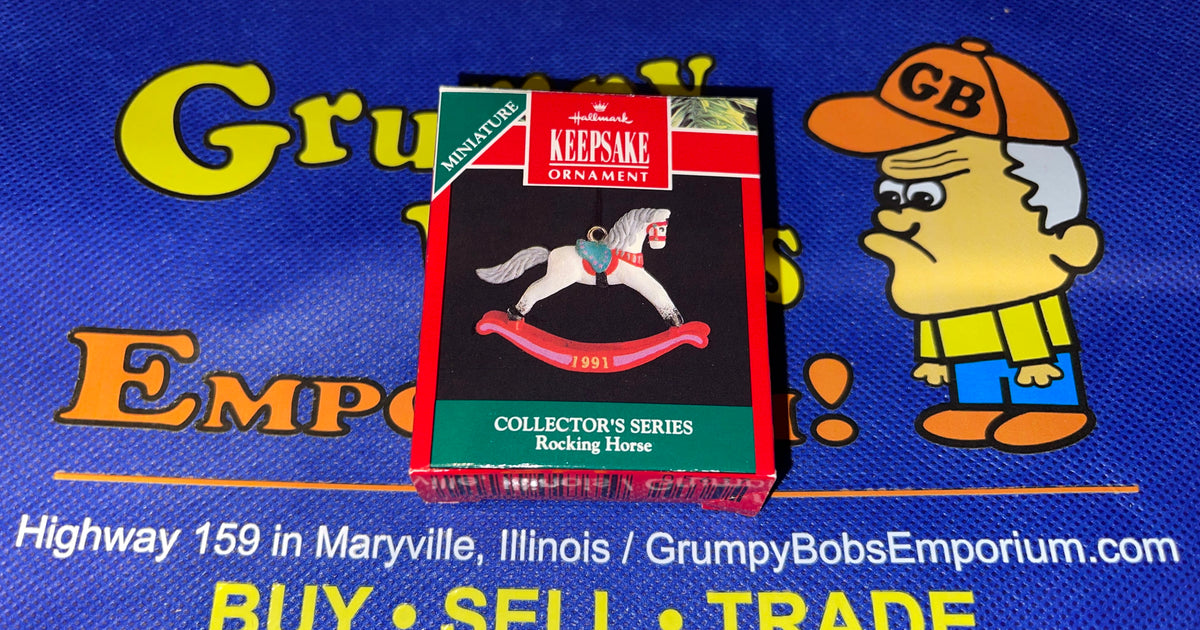 Grumpy
GB
MINIATURE
Hallmark
KEEPSAKE
ORNAMENT
1991
COLLECTOR'S SERIES
Rocking Horse
Highway 159 in Maryville, Illinois / GrumpyBobsEmporium.com
BUY • SELL • TRADE